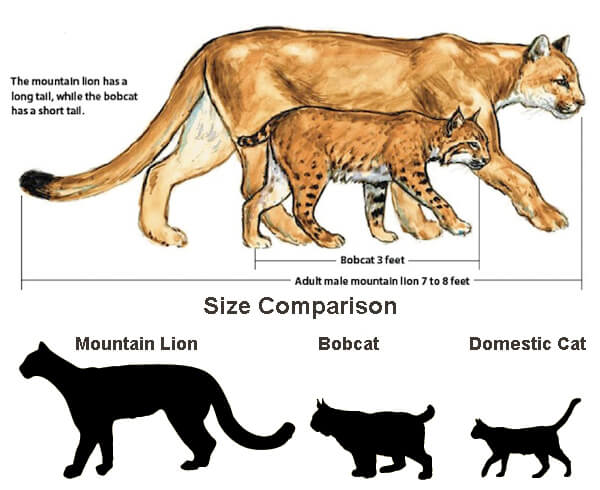 The mountain lion has a
long tail, while the bobcat
has a short tail.
Bobcat 3 feet
Adult male mountain lion 7 to 8 feet
Size Comparison
Mountain Lion
Bobcat
Domestic Cat